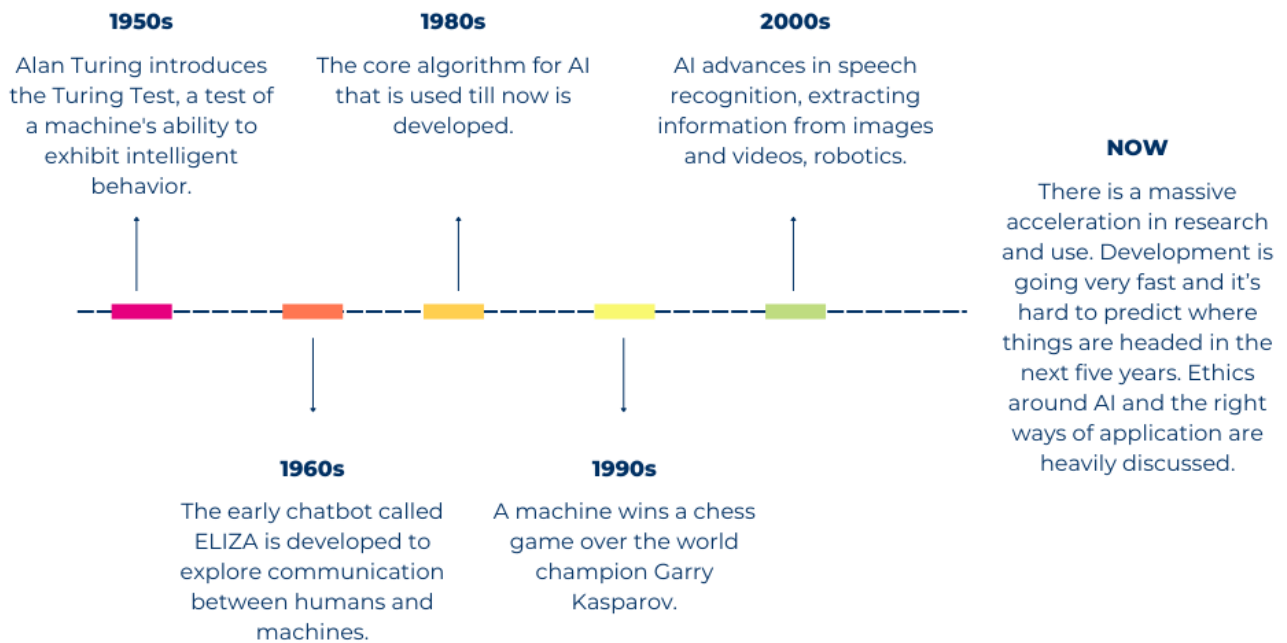 1950s
Alan Turing introduces
the Turing Test, a test of
a machine's ability to
exhibit intelligent
behavior.
1980s
The core algorithm for AI
that is used till now is
developed.
2000s
AI advances in speech
recognition, extracting
information from images
and videos, robotics.
NOW
There is a massive
acceleration in research
and use. Development is
going very fast and it’s
hard to predict where
things are headed in the
next five years. Ethics
around AI and the right
ways of application are
heavily discussed.
1960s
The early chatbot called
ELIZA is developed to
explore communication
between humans and
machines.
1990s
A machine wins a chess
game over the world
champion Garry
Kasparov.